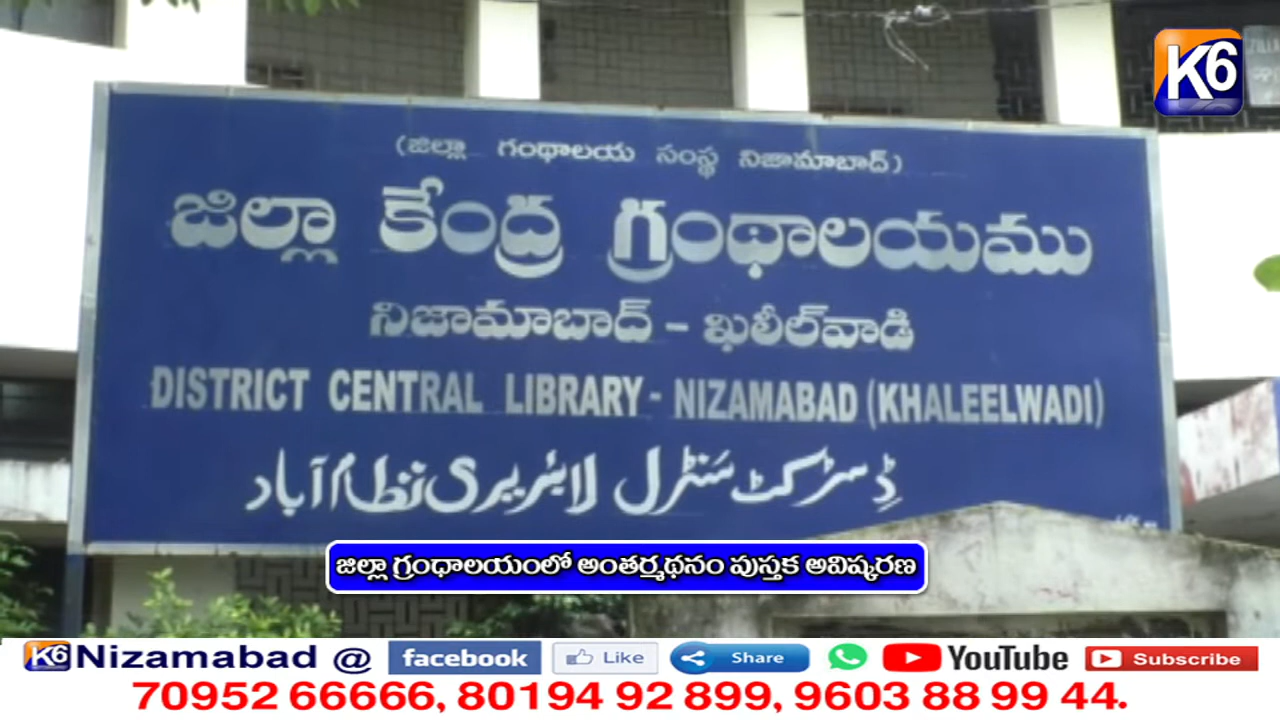 K6
(జిల్లా గంథాలయ సంస్థ నిజామాబాద్)
జిల్లా కేంద్ర గ్రంథాలయము
నిజామాబాద్ - ఖలీల్‌వాడి
DISTRICT CENTRAL LIBRARY - NIZAMABAD (KHALEELWADI)
ڈسٹرکٹ سنٹرل لائبریری نظام آباد
జిల్లా గ్రంధాలయంలో అంతర్మథనం పుస్తక అవిష్కరణ
K6 Nizamabad @ facebook Like Share YouTube Subscribe
70952 66666, 80194 92 899, 9603 88 99 44.